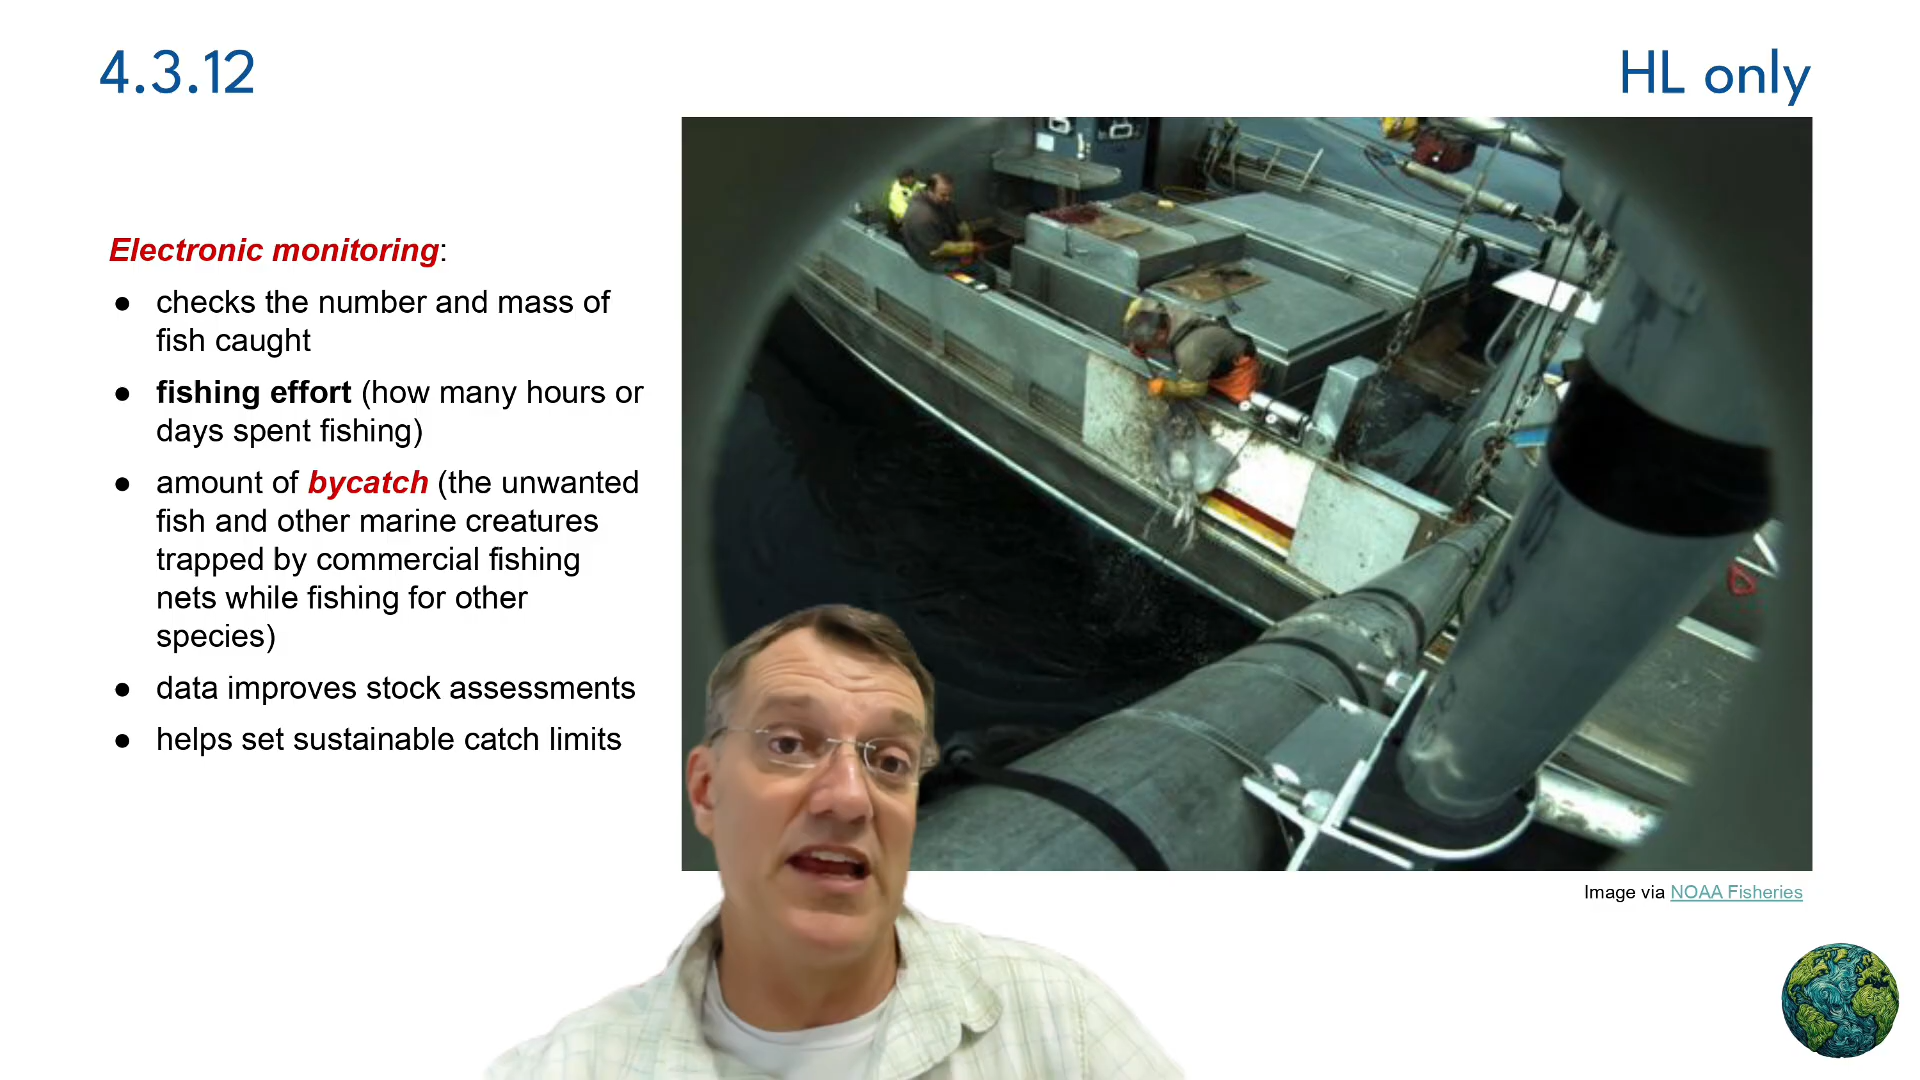 4.3.12
HL only
Electronic monitoring:
● checks the number and mass of
fish caught
● fishing effort (how many hours or
days spent fishing)
● amount of bycatch (the unwanted
fish and other marine creatures
trapped by commercial fishing
nets while fishing for other
species)
● data improves stock assessments
● helps set sustainable catch limits
Image via NOAA Fisheries